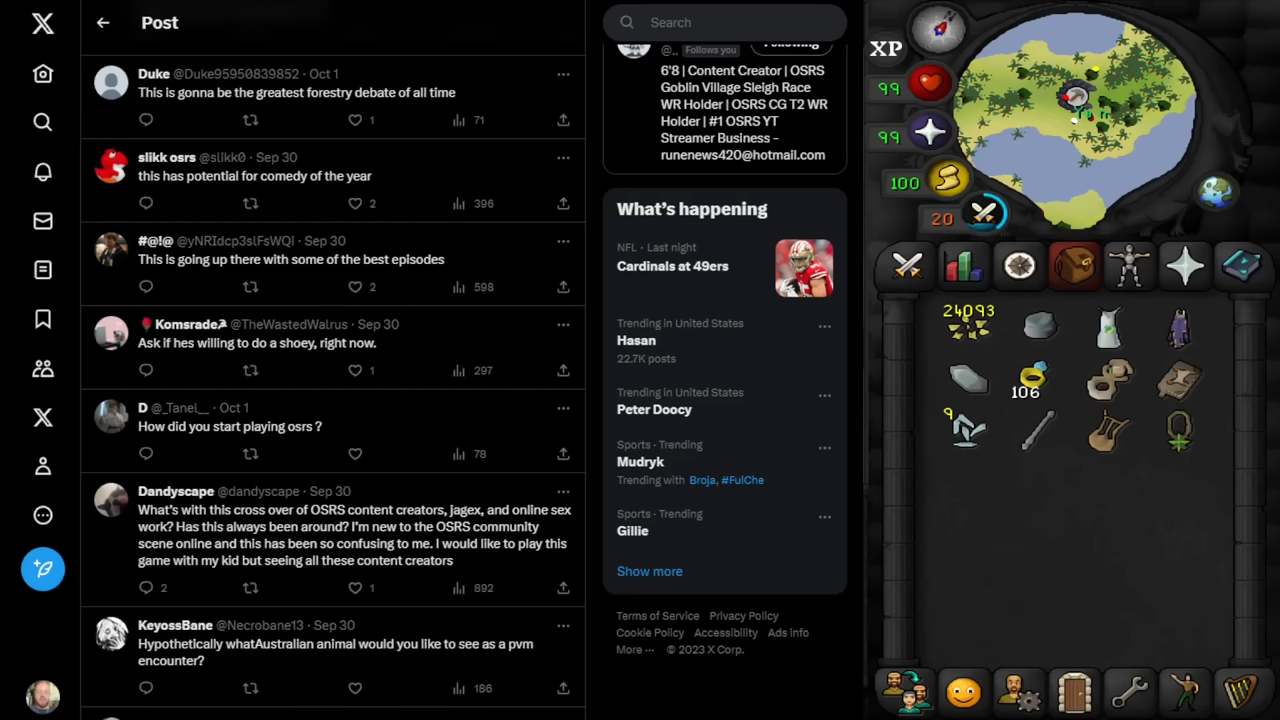 Post
Duke @Duke95950839852 · Oct 1
This is gonna be the greatest forestry debate of all time
1
71
slikk osrs @slIkk0 · Sep 30
this has potential for comedy of the year
2
396
#@!@ @yNRIdcp3slFsWQi · Sep 30
This is going up there with some of the best episodes
2
598
Komsrade @TheWastedWalrus · Sep 30
Ask if hes willing to do a shoey, right now.
1
297
D @_Tanel__ · Oct 1
How did you start playing osrs ?
78
Dandyscape @dandyscape · Sep 30
What's with this cross over of OSRS content creators, jagex, and online sex
work? Has this always been around? I'm new to the OSRS community
scene online and this has been so confusing to me. I would like to play this
game with my kid but seeing all these content creators
2
1
892
KeyossBane @Necrobane13 · Sep 30
Hypothetically whatAustralian animal would you like to see as a pvm
encounter?
186
Search
@.. Follows you
Following
6'8 | Content Creator | OSRS
Goblin Village Sleigh Race
WR Holder | OSRS CG T2 WR
Holder | #1 OSRS YT
Streamer Business -
runenews420@hotmail.com
What's happening
NFL · Last night
Cardinals at 49ers
Trending in United States
Hasan
22.7K posts
Trending in United States
Peter Doocy
Sports · Trending
Mudryk
Trending with Broja, #FulChe
Sports · Trending
Gillie
Show more
Terms of Service Privacy Policy
Cookie Policy Accessibility Ads info
More ··· © 2023 X Corp.
XP
99
99
100
20
24093
106
9